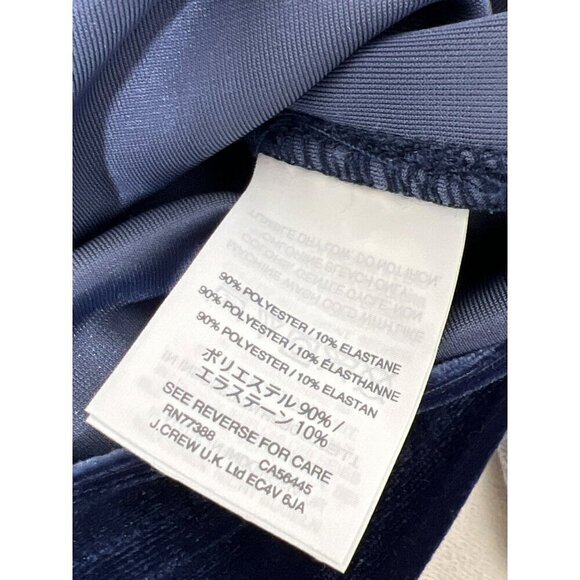 90% POLYESTER / 10% ELASTANE
90% POLYESTER / 10% ELASTHANNE
90% POLYESTER / 10% ELASTAN
ポリエステル 90% /
エラステーン 10%
SEE REVERSE FOR CARE
RN77388 CA56445
J.CREW U.K. Ltd EC4V 6JA